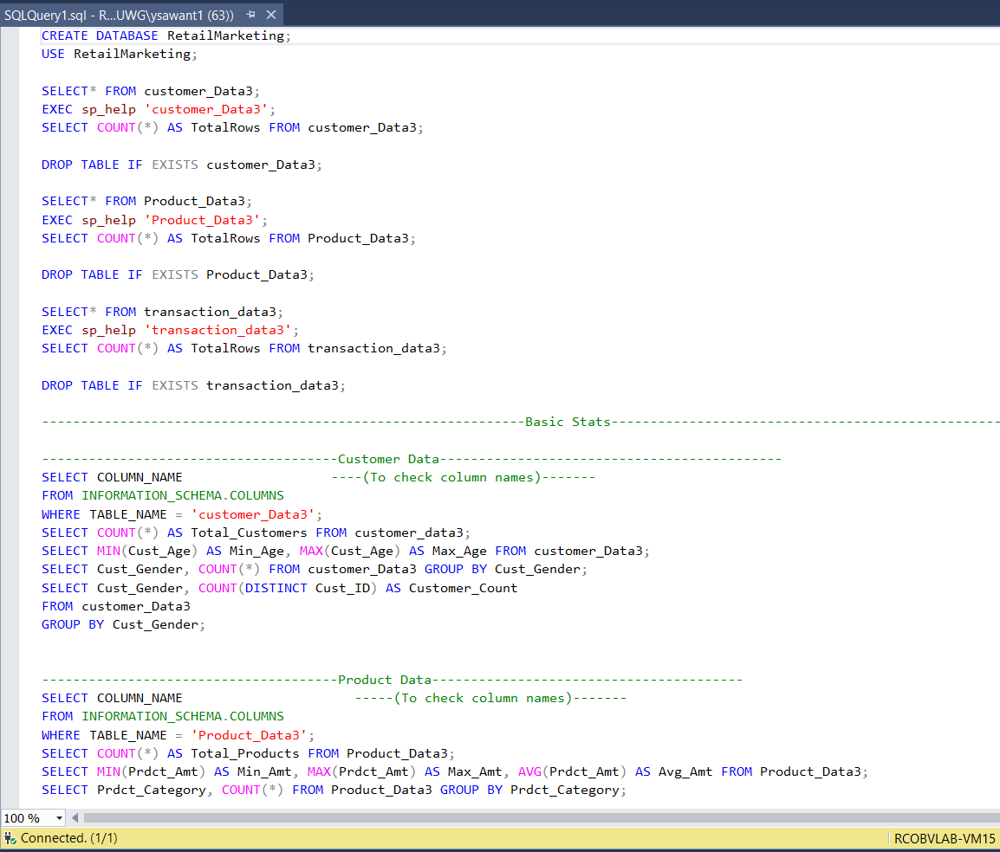 SQLQuery1.sql - R...UWG\ysawant1 (63))
CREATE DATABASE RetailMarketing;
USE RetailMarketing;
SELECT* FROM customer_Data3;
EXEC sp_help 'customer_Data3';
SELECT COUNT(*) AS TotalRows FROM customer_Data3;
DROP TABLE IF EXISTS customer_Data3;
SELECT* FROM Product_Data3;
EXEC sp_help 'Product_Data3';
SELECT COUNT(*) AS TotalRows FROM Product_Data3;
DROP TABLE IF EXISTS Product_Data3;
SELECT* FROM transaction_data3;
EXEC sp_help 'transaction_data3';
SELECT COUNT(*) AS TotalRows FROM transaction_data3;
DROP TABLE IF EXISTS transaction_data3;
--------------------------------------------------------------Basic Stats--------------------------------------------------
--------------------------------------Customer Data--------------------------------------------
SELECT COLUMN_NAME ----(To check column names)-------
FROM INFORMATION_SCHEMA.COLUMNS
WHERE TABLE_NAME = 'customer_Data3';
SELECT COUNT(*) AS Total_Customers FROM customer_data3;
SELECT MIN(Cust_Age) AS Min_Age, MAX(Cust_Age) AS Max_Age FROM customer_Data3;
SELECT Cust_Gender, COUNT(*) FROM customer_Data3 GROUP BY Cust_Gender;
SELECT Cust_Gender, COUNT(DISTINCT Cust_ID) AS Customer_Count
FROM customer_Data3
GROUP BY Cust_Gender;
--------------------------------------Product Data----------------------------------------
SELECT COLUMN_NAME -----(To check column names)-------
FROM INFORMATION_SCHEMA.COLUMNS
WHERE TABLE_NAME = 'Product_Data3';
SELECT COUNT(*) AS Total_Products FROM Product_Data3;
SELECT MIN(Prdct_Amt) AS Min_Amt, MAX(Prdct_Amt) AS Max_Amt, AVG(Prdct_Amt) AS Avg_Amt FROM Product_Data3;
SELECT Prdct_Category, COUNT(*) FROM Product_Data3 GROUP BY Prdct_Category;
100 %
Connected. (1/1) RCOBVLAB-VM15